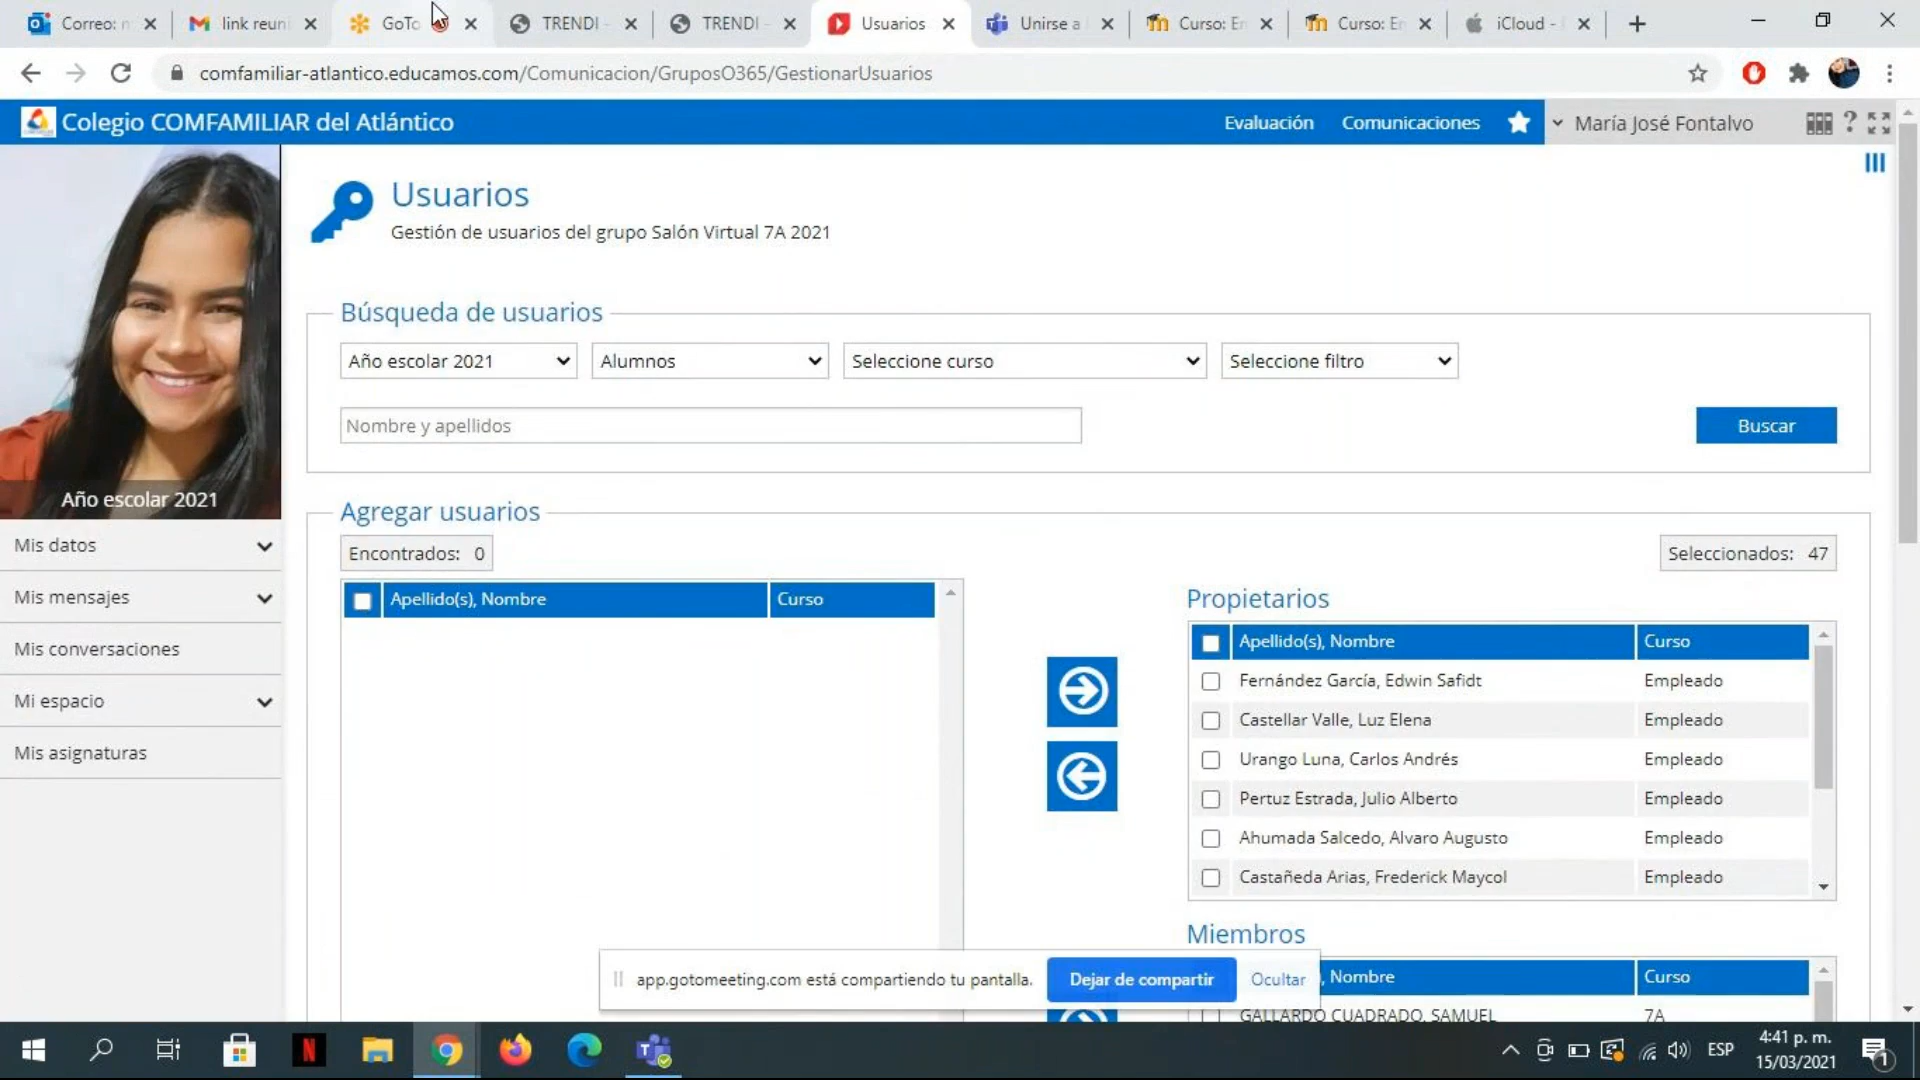 Correo: n
link reuni
GoTo
TRENDI -
TRENDI -
Usuarios
Unirse a
Curso: En
Curso: En
iCloud -
comfamiliar-atlantico.educamos.com/Comunicacion/GruposO365/GestionarUsuarios
Colegio COMFAMILIAR del Atlántico
Evaluación
Comunicaciones
María José Fontalvo
?
Usuarios
Gestión de usuarios del grupo Salón Virtual 7A 2021
Búsqueda de usuarios
Año escolar 2021
Alumnos
Seleccione curso
Seleccione filtro
Nombre y apellidos
Buscar
Año escolar 2021
Mis datos
Mis mensajes
Mis conversaciones
Mi espacio
Mis asignaturas
Agregar usuarios
Encontrados: 0
Seleccionados: 47
Apellido(s), Nombre
Curso
Propietarios
Apellido(s), Nombre
Curso
Fernández García, Edwin Safidt
Empleado
Castellar Valle, Luz Elena
Empleado
Urango Luna, Carlos Andrés
Empleado
Pertuz Estrada, Julio Alberto
Empleado
Ahumada Salcedo, Alvaro Augusto
Empleado
Castañeda Arias, Frederick Maycol
Empleado
Miembros
), Nombre
Curso
GALLARDO CUADRADO, SAMUEL
7A
app.gotomeeting.com está compartiendo tu pantalla.
Dejar de compartir
Ocultar
ESP
4:41 p. m.
15/03/2021
1